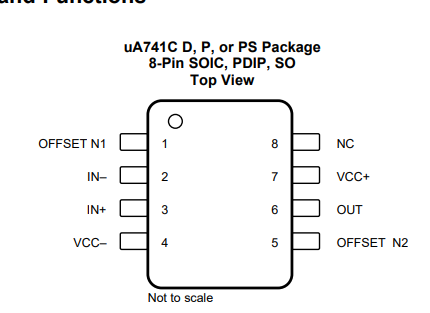 and Functions
uA741C D, P, or PS Package
8-Pin SOIC, PDIP, SO
Top View
OFFSET N1 1 8 NC
IN– 2 7 VCC+
IN+ 3 6 OUT
VCC– 4 5 OFFSET N2
Not to scale